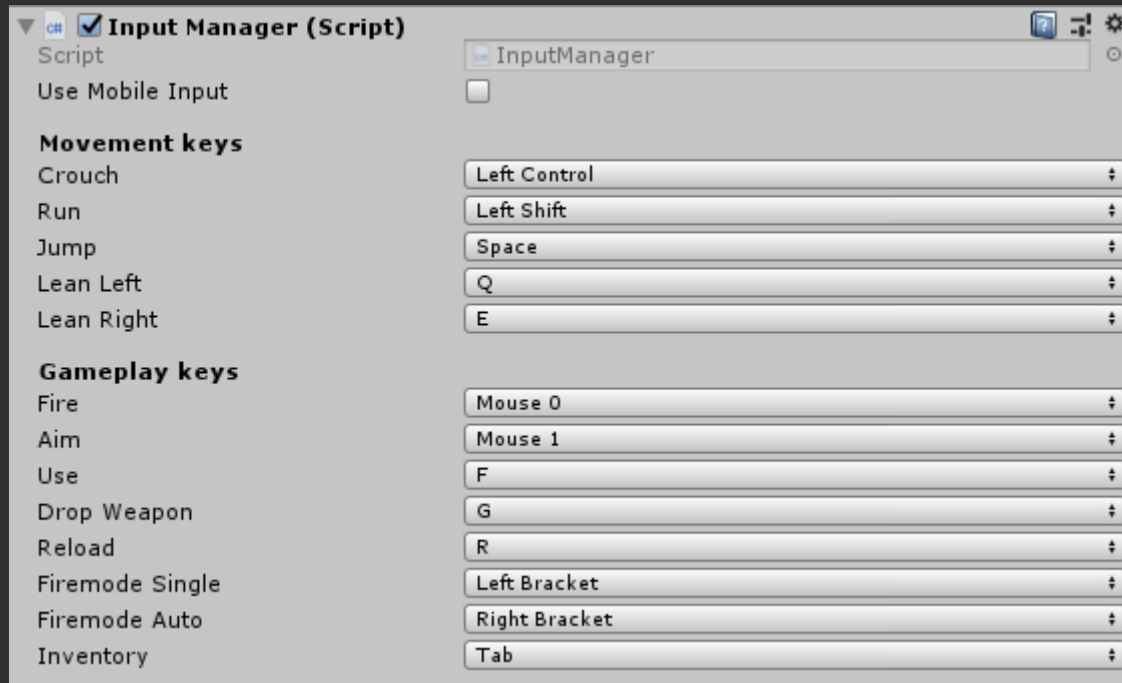 c# Input Manager (Script)
Script InputManager
Use Mobile Input
Movement keys
Crouch Left Control
Run Left Shift
Jump Space
Lean Left Q
Lean Right E
Gameplay keys
Fire Mouse 0
Aim Mouse 1
Use F
Drop Weapon G
Reload R
Firemode Single Left Bracket
Firemode Auto Right Bracket
Inventory Tab